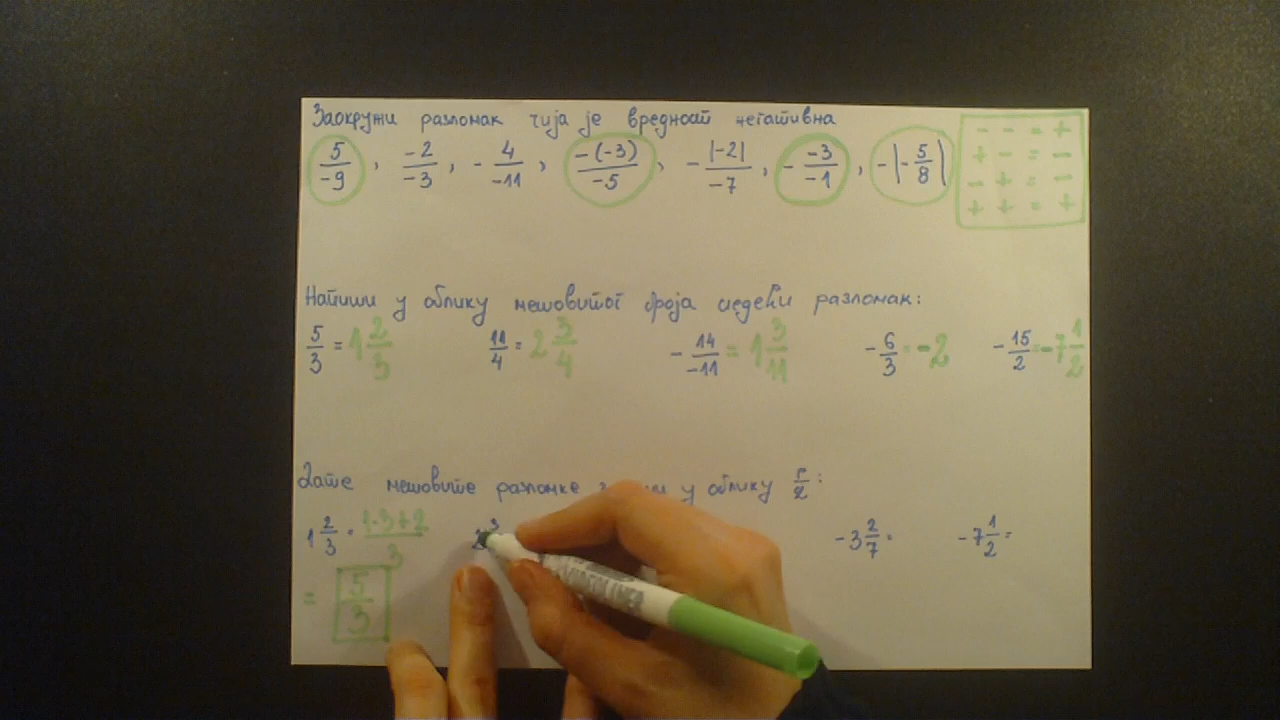 Заокружи разломак чија је вредност негативна
5/-9 , -2/-3 , - 4/-11 , -(-3)/-5 , - |-2|/-7 , - -3/-1 , -|-5/8|
- - = +
+ - = -
- + = -
+ + = +
Напиши у облику мешовитог броја следећи разломак:
5/3 = 1 2/5 11/4 = 2 3/4 - 14/-11 = 1 3/11 - 6/3 = -2 - 15/2 = -7 1/2
Дате мешовите разломке у облику
1 2/3 = 1·3+2/3 -3 2/7 = -7 1/2 =
= 5/3